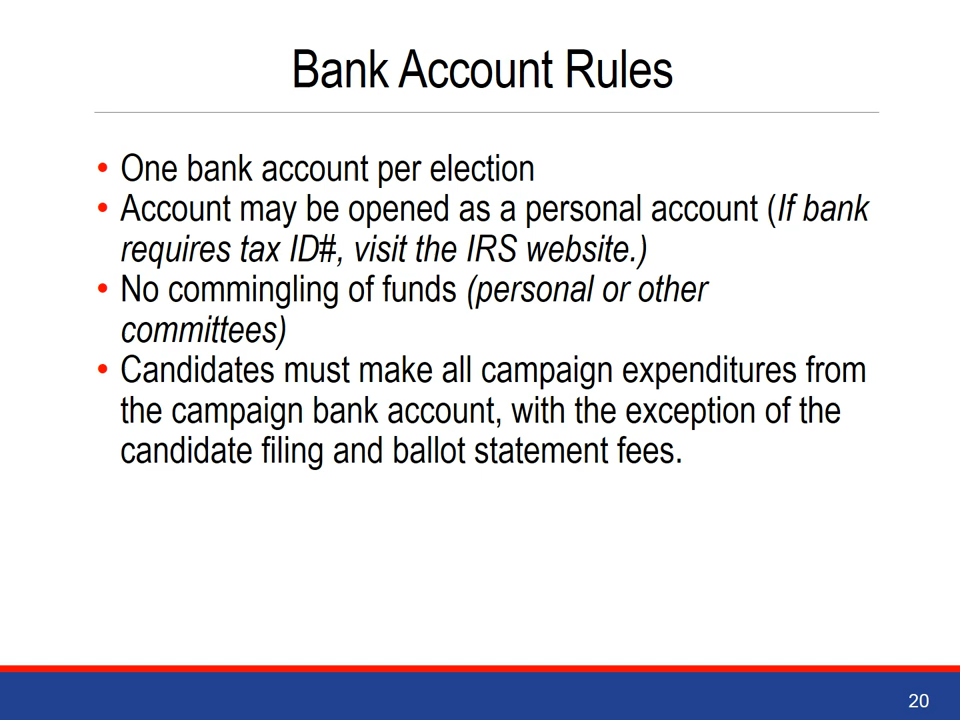 Bank Account Rules
• One bank account per election
• Account may be opened as a personal account (If bank
requires tax ID#, visit the IRS website.)
• No commingling of funds (personal or other
committees)
• Candidates must make all campaign expenditures from
the campaign bank account, with the exception of the
candidate filing and ballot statement fees.
20